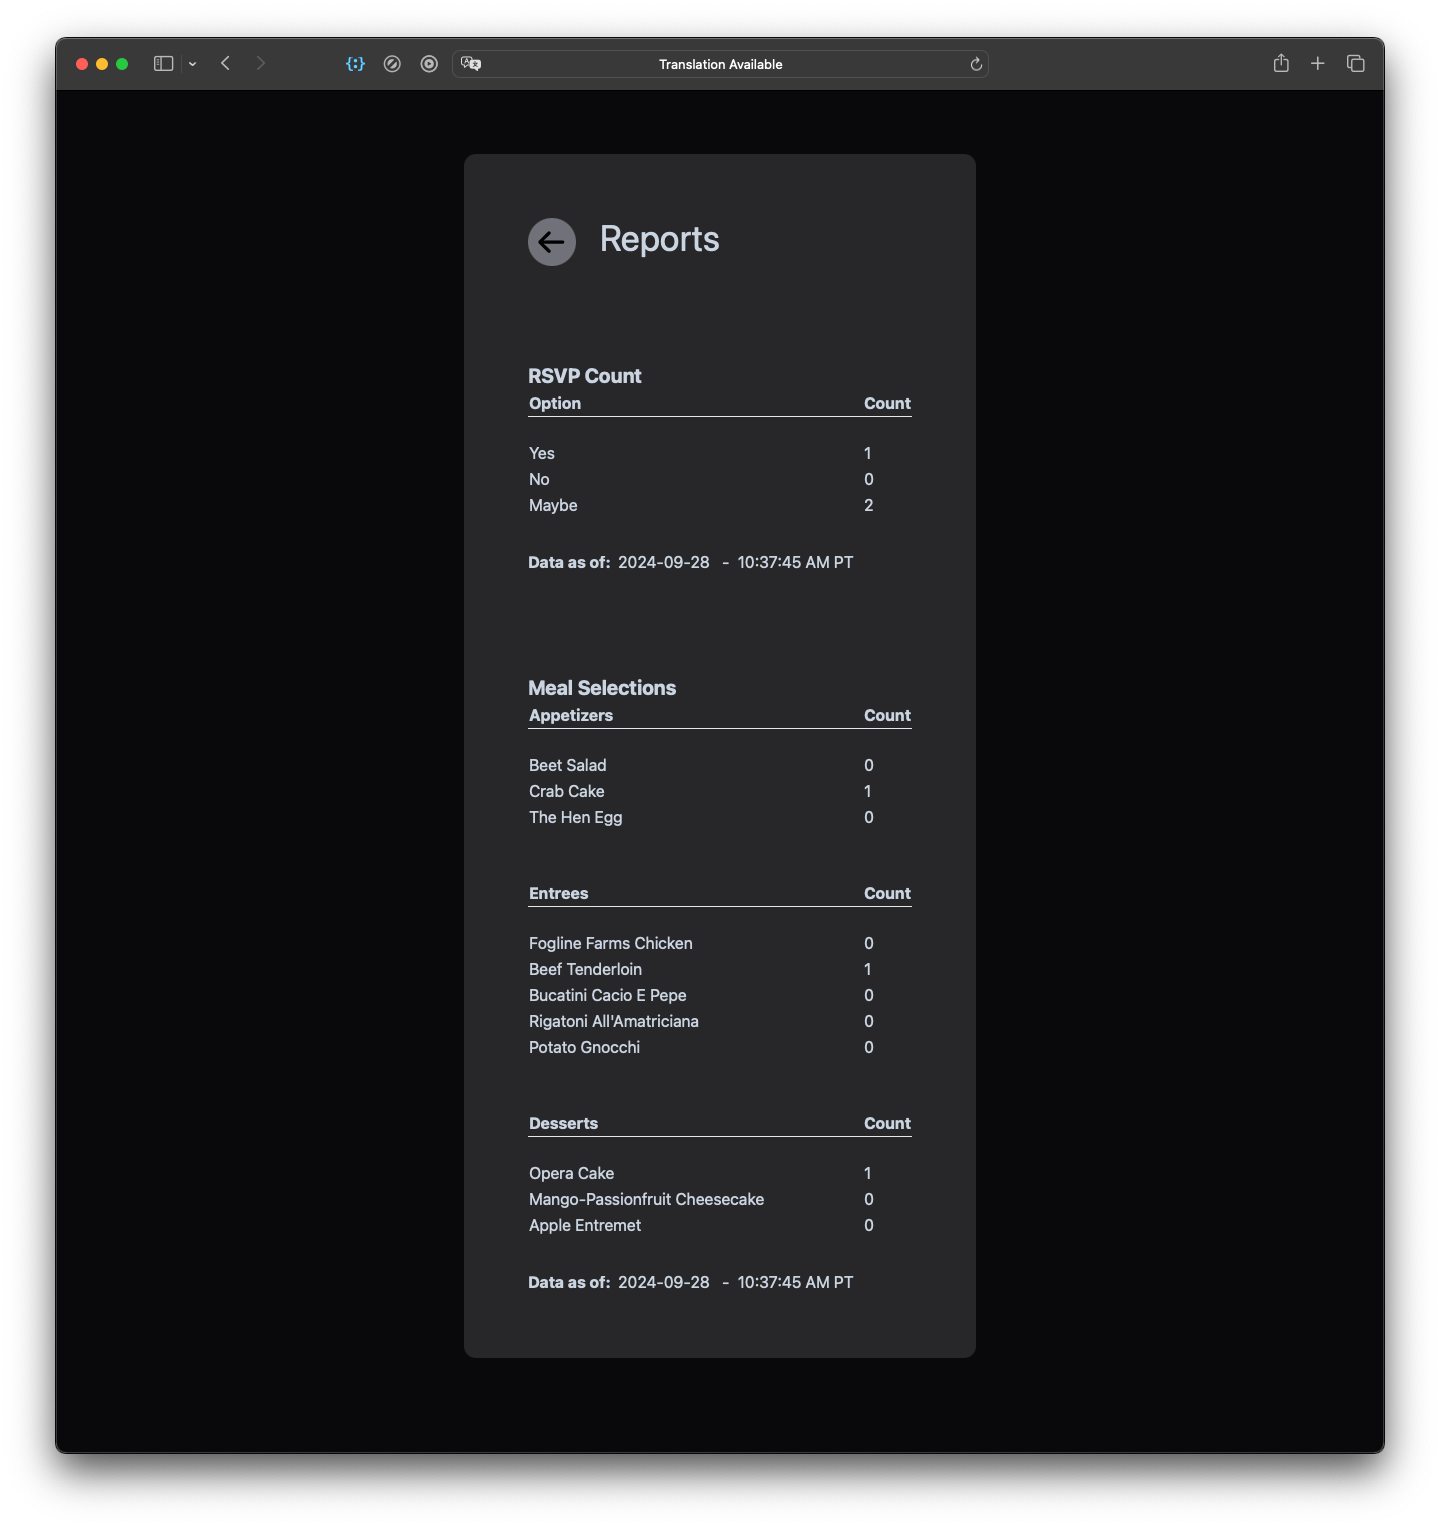 Translation Available
Reports
RSVP Count
Option Count
Yes 1
No 0
Maybe 2
Data as of: 2024-09-28 - 10:37:45 AM PT
Meal Selections
Appetizers Count
Beet Salad 0
Crab Cake 1
The Hen Egg 0
Entrees Count
Fogline Farms Chicken 0
Beef Tenderloin 1
Bucatini Cacio E Pepe 0
Rigatoni All'Amatriciana 0
Potato Gnocchi 0
Desserts Count
Opera Cake 1
Mango-Passionfruit Cheesecake 0
Apple Entremet 0
Data as of: 2024-09-28 - 10:37:45 AM PT